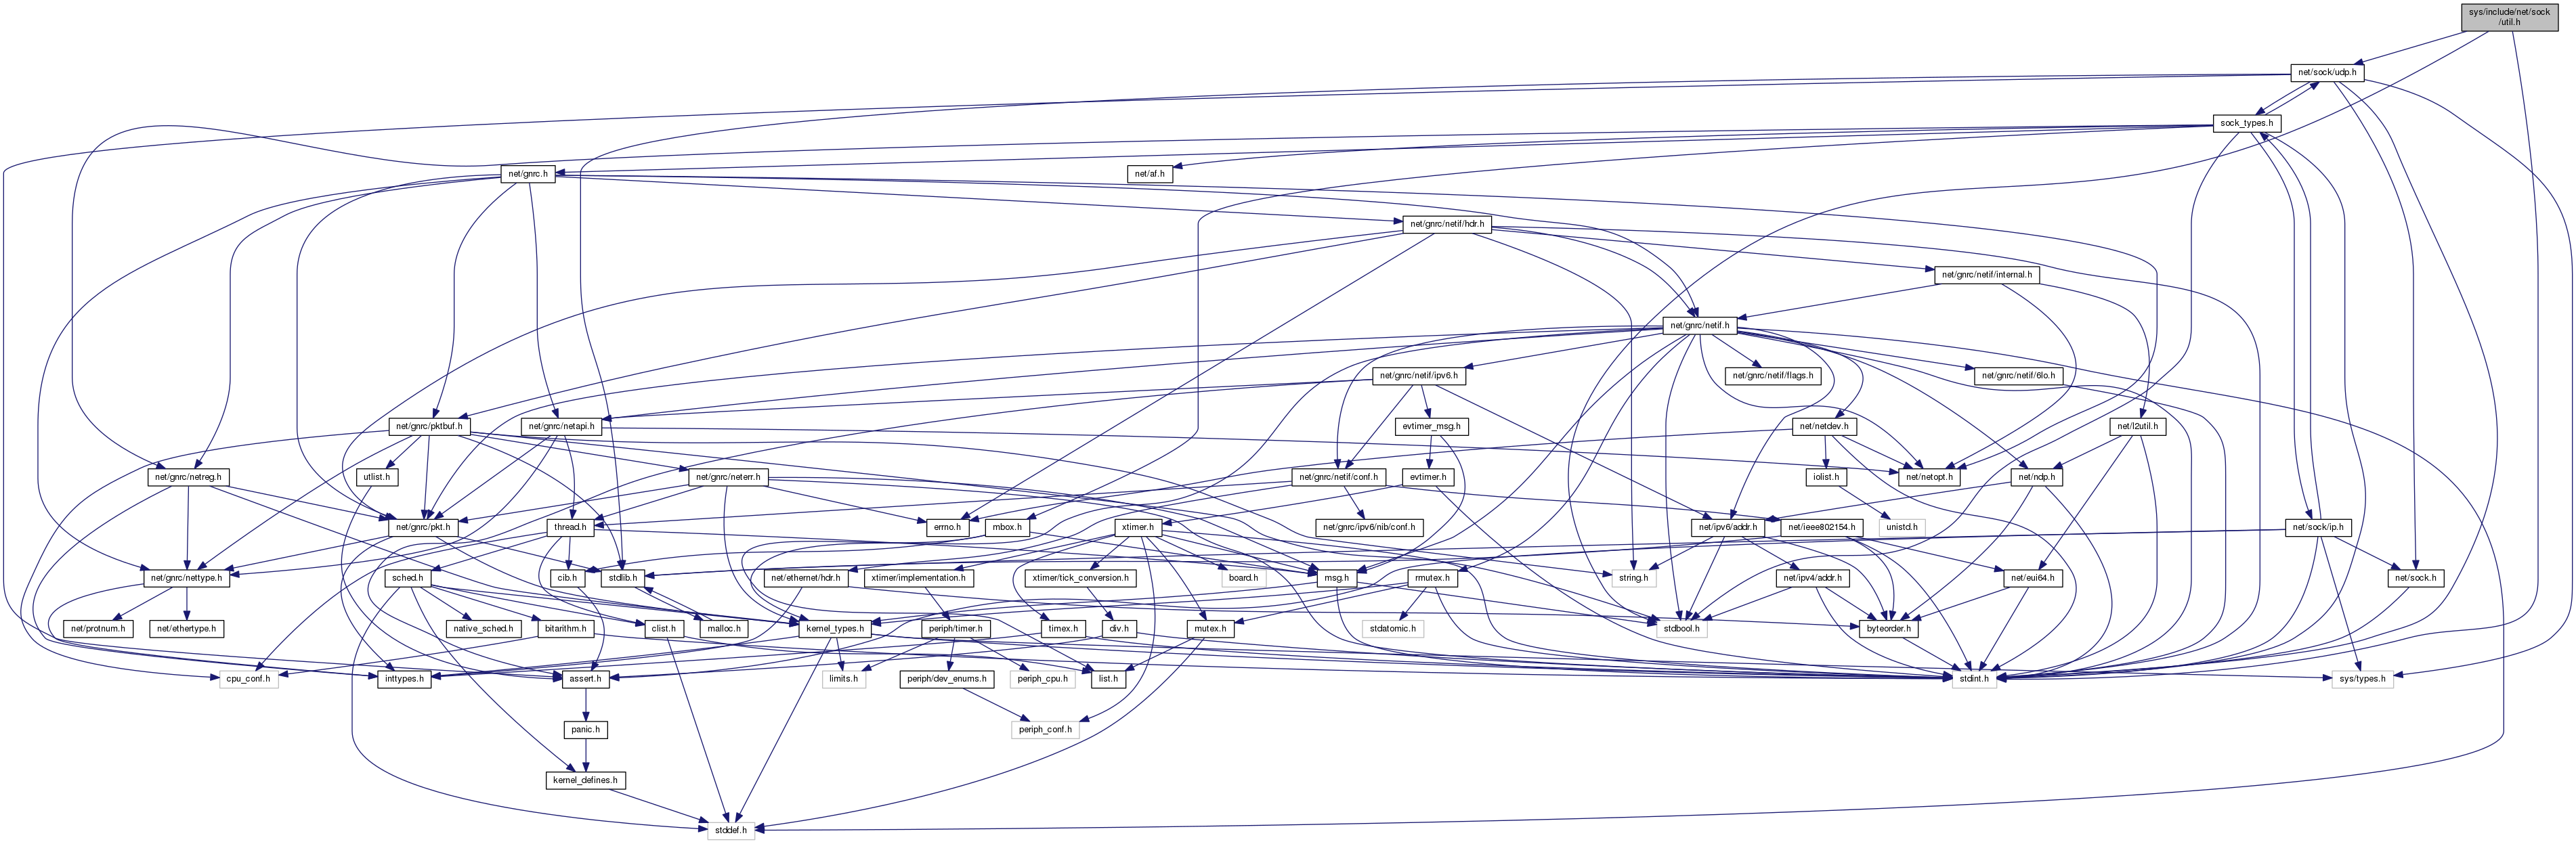 sys/include/net/sock
/util.h
net/sock/udp.h
sock_types.h
net/gnrc.h
net/af.h
net/gnrc/netif/hdr.h
net/gnrc/netif/internal.h
net/gnrc/netif.h
net/gnrc/netif/ipv6.h
net/gnrc/netif/flags.h
net/gnrc/netif/6lo.h
net/gnrc/pktbuf.h
net/gnrc/netapi.h
evtimer_msg.h
net/netdev.h
net/l2util.h
net/gnrc/netreg.h
utlist.h
net/gnrc/neterr.h
net/gnrc/netif/conf.h
evtimer.h
iolist.h
net/netopt.h
net/ndp.h
net/gnrc/pkt.h
thread.h
errno.h
mbox.h
xtimer.h
net/gnrc/ipv6/nib/conf.h
net/ipv6/addr.h
net/ieee802154.h
unistd.h
net/sock/ip.h
net/gnrc/nettype.h
sched.h
cib.h
stdlib.h
net/ethernet/hdr.h
xtimer/implementation.h
xtimer/tick_conversion.h
board.h
msg.h
rmutex.h
string.h
net/ipv4/addr.h
net/eui64.h
net/sock.h
net/protnum.h
net/ethertype.h
native_sched.h
bitarithm.h
clist.h
malloc.h
kernel_types.h
periph/timer.h
timex.h
div.h
mutex.h
stdatomic.h
stdbool.h
byteorder.h
cpu_conf.h
inttypes.h
assert.h
limits.h
periph/dev_enums.h
periph_cpu.h
list.h
stdint.h
sys/types.h
panic.h
periph_conf.h
kernel_defines.h
stddef.h